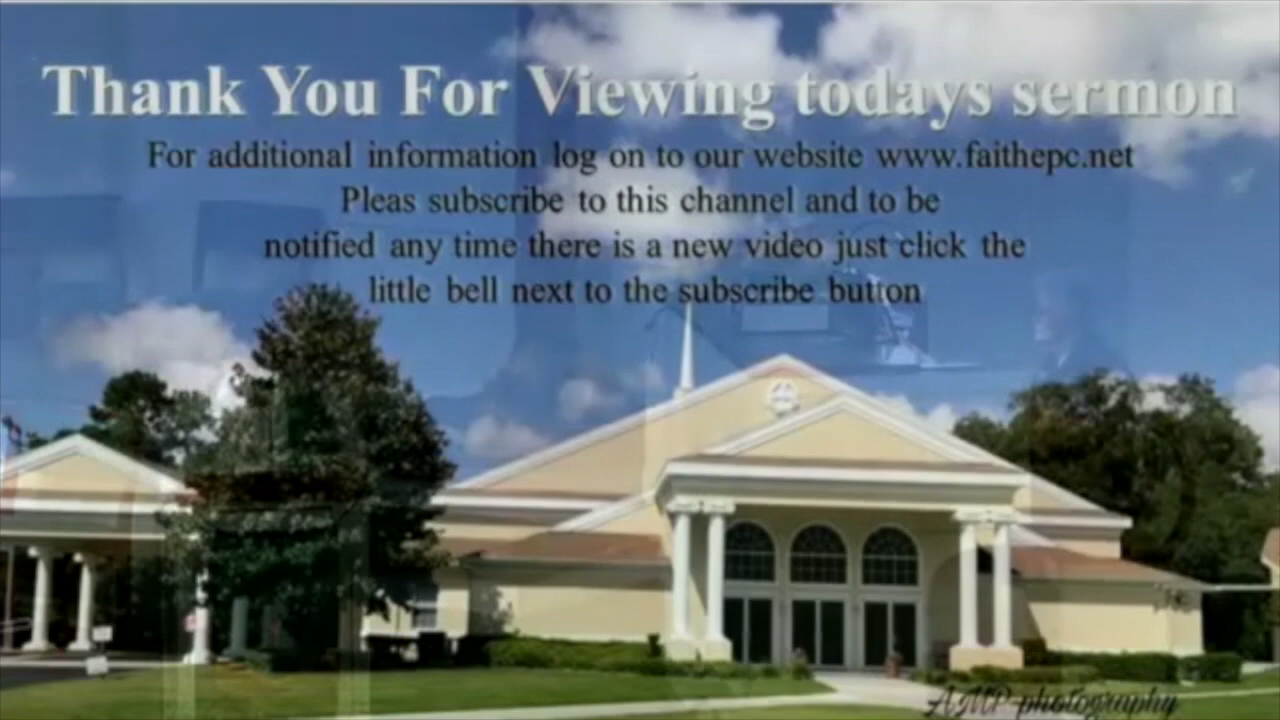 Thank You For Viewing todays sermon
For additional information log on to our website www.faithepc.net
Pleas subscribe to this channel and to be
notified any time there is a new video just click the
little bell next to the subscribe button
AMP photography